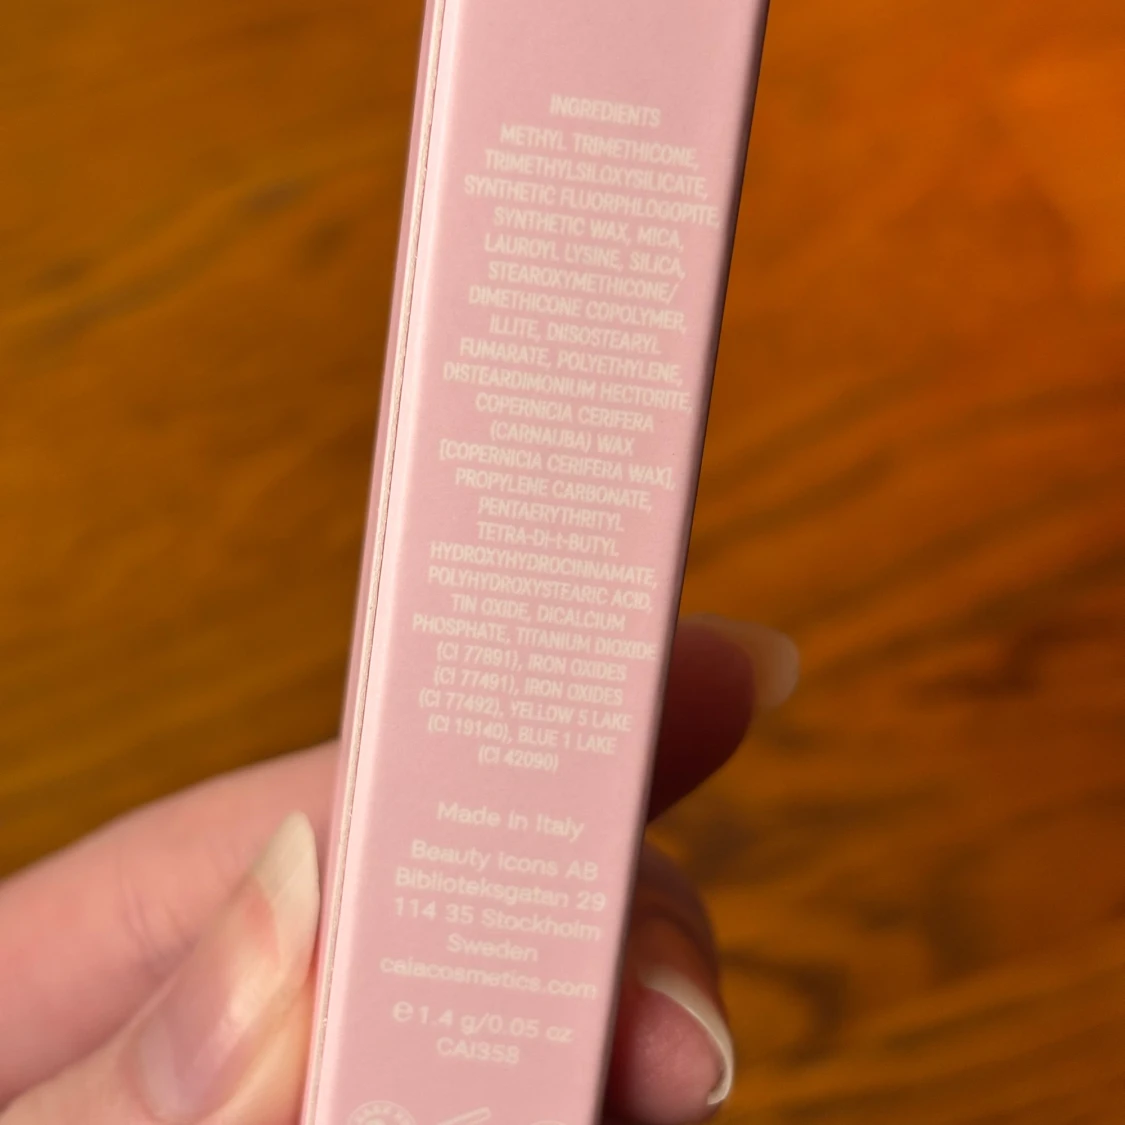 INGREDIENTS
METHYL TRIMETHICONE,
TRIMETHYLSILOXYSILICATE,
SYNTHETIC FLUORPHLOGOPITE,
SYNTHETIC WAX, MICA,
LAUROYL LYSINE, SILICA,
STEAROXYMETHICONE/
DIMETHICONE COPOLYMER,
ILLITE, DIISOSTEARYL
FUMARATE, POLYETHYLENE,
DISTEARDIMONIUM HECTORITE,
COPERNICIA CERIFERA
(CARNAUBA) WAX
[COPERNICIA CERIFERA WAX],
PROPYLENE CARBONATE,
PENTAERYTHRITYL
TETRA-DI-t-BUTYL
HYDROXYHYDROCINNAMATE,
POLYHYDROXYSTEARIC ACID,
TIN OXIDE, DICALCIUM
PHOSPHATE, TITANIUM DIOXIDE
(CI 77891), IRON OXIDES
(CI 77491), IRON OXIDES
(CI 77492), YELLOW 5 LAKE
(CI 19140), BLUE 1 LAKE
(CI 42090)
Made in Italy
Beauty Icons AB
Biblioteksgatan 29
114 35 Stockholm
Sweden
caiacosmetics.com
℮ 1.4 g/0.05 oz
CAI358